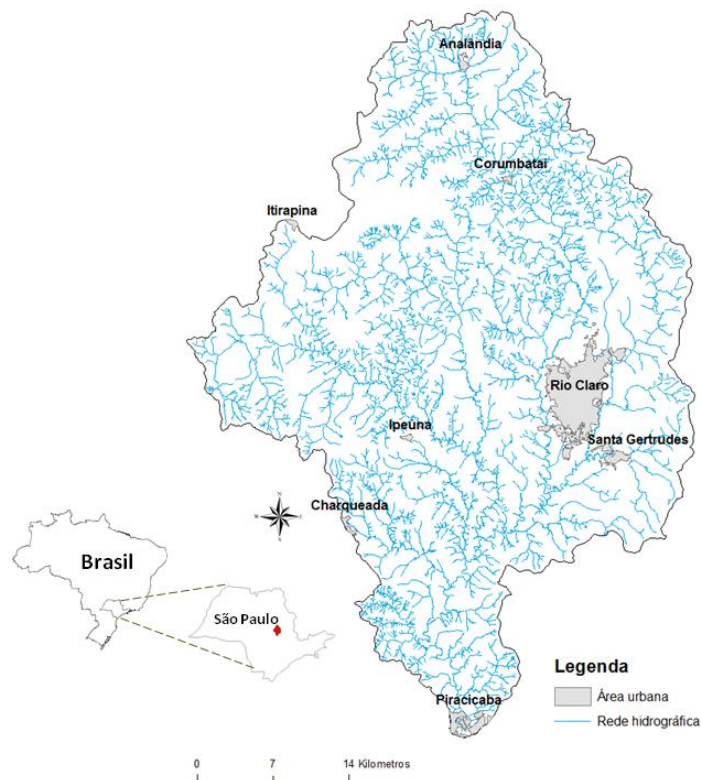 Analândia
Corumbatai
Itirapina
Rio Claro
Ipeúna
Santa Gertrudes
Charqueada
Brasil
São Paulo
Piracicaba
Legenda
Área urbana
Rede hidrográfica
0 7 14 Kilometros